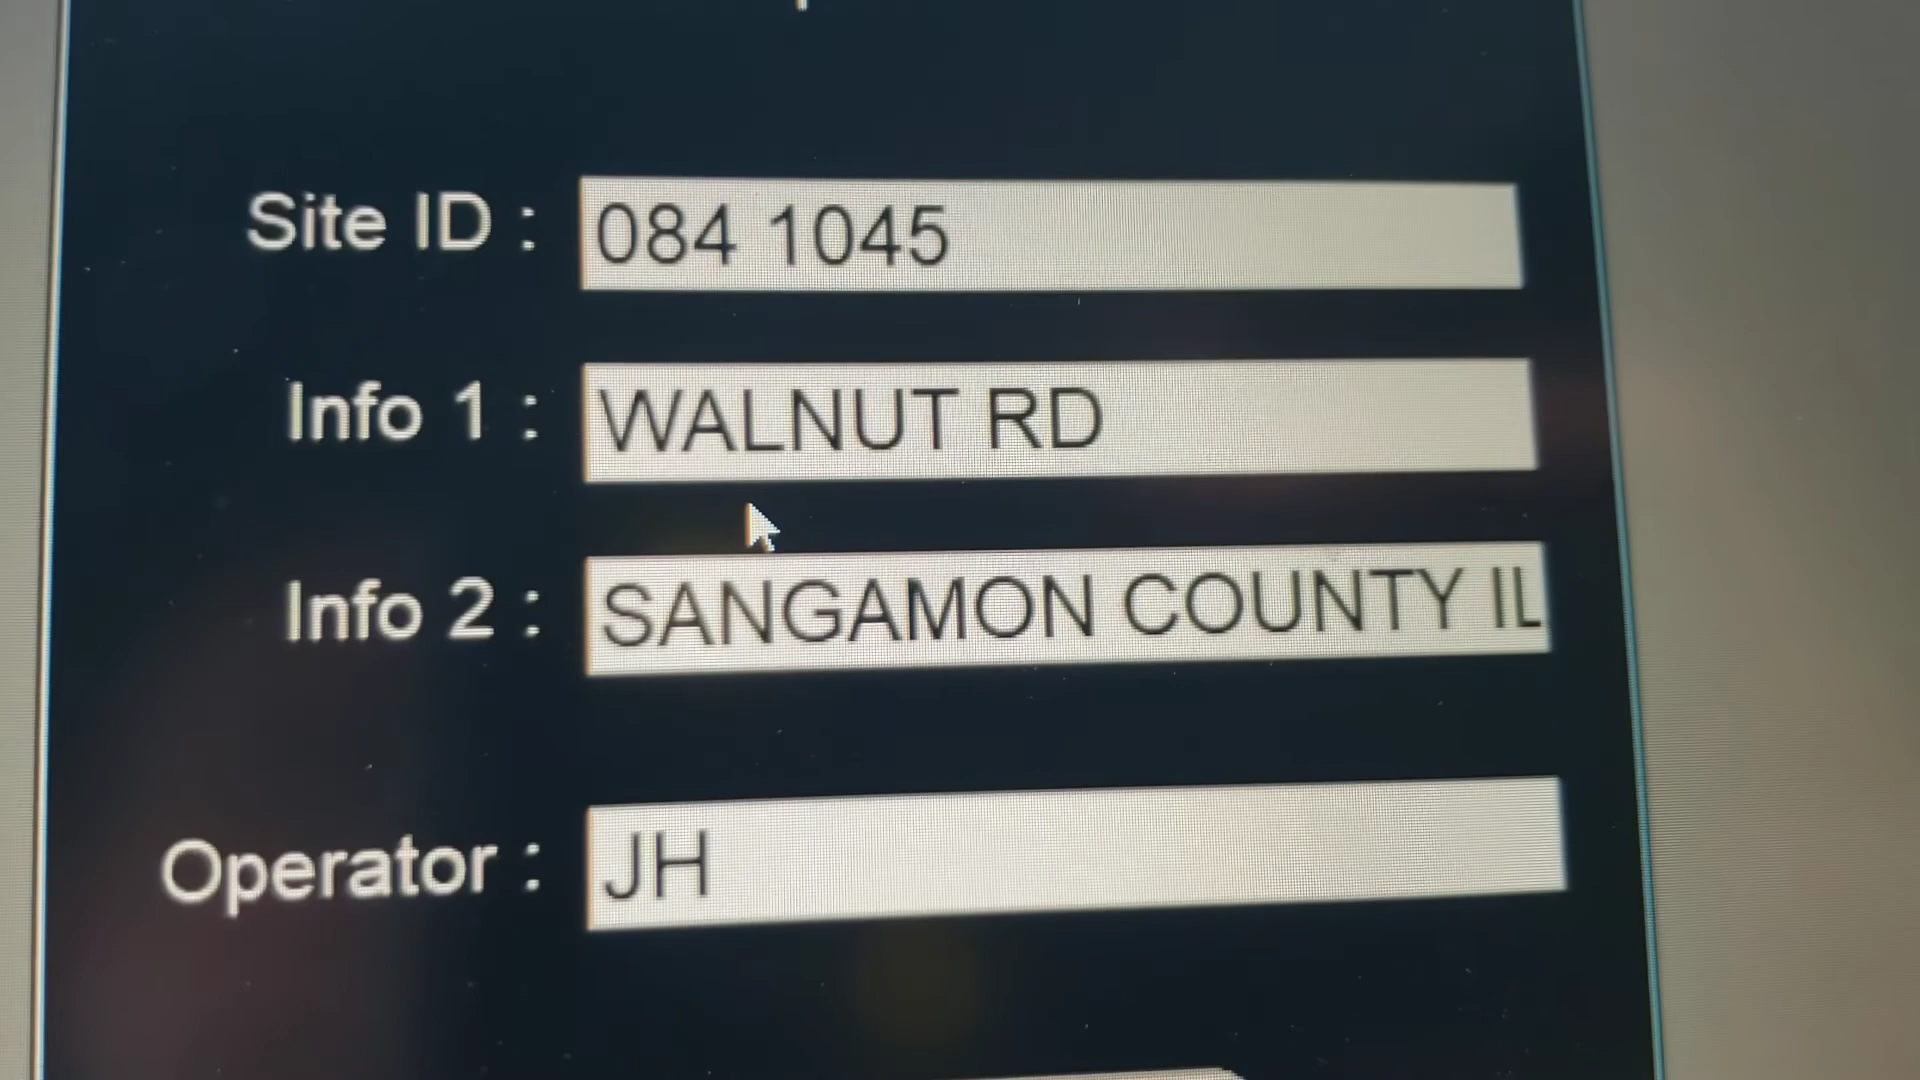 Site ID : 084 1045
Info 1 : WALNUT RD
Info 2 : SANGAMON COUNTY IL
Operator : JH